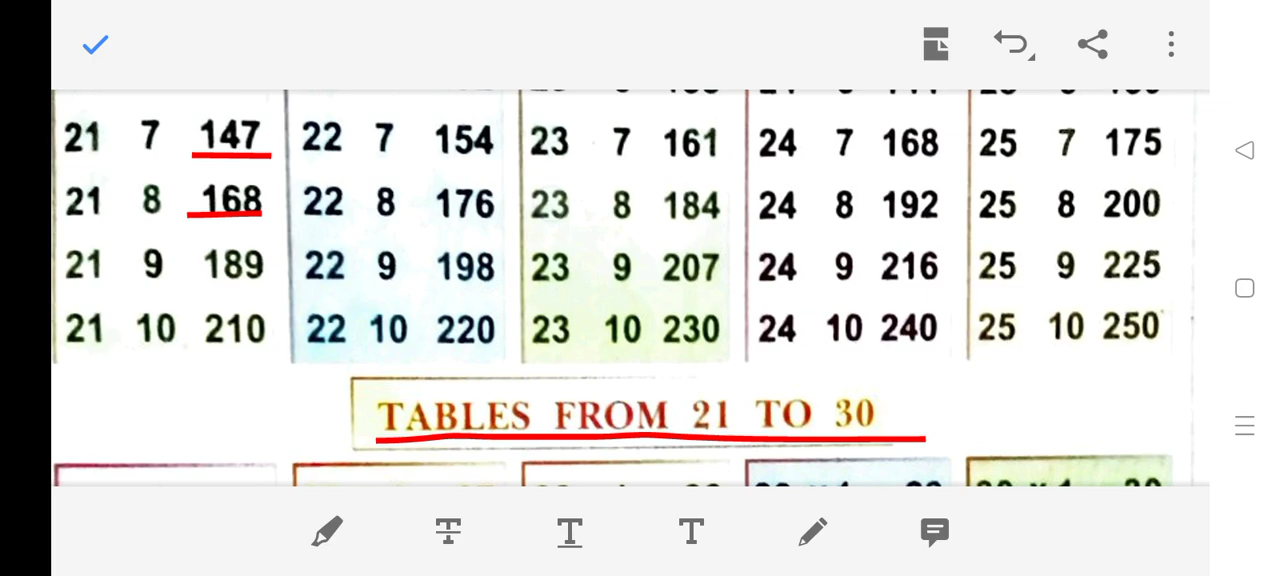 21 7 147 22 7 154 23 7 161 24 7 168 25 7 175
21 8 168 22 8 176 23 8 184 24 8 192 25 8 200
21 9 189 22 9 198 23 9 207 24 9 216 25 9 225
21 10 210 22 10 220 23 10 230 24 10 240 25 10 250
TABLES FROM 21 TO 30